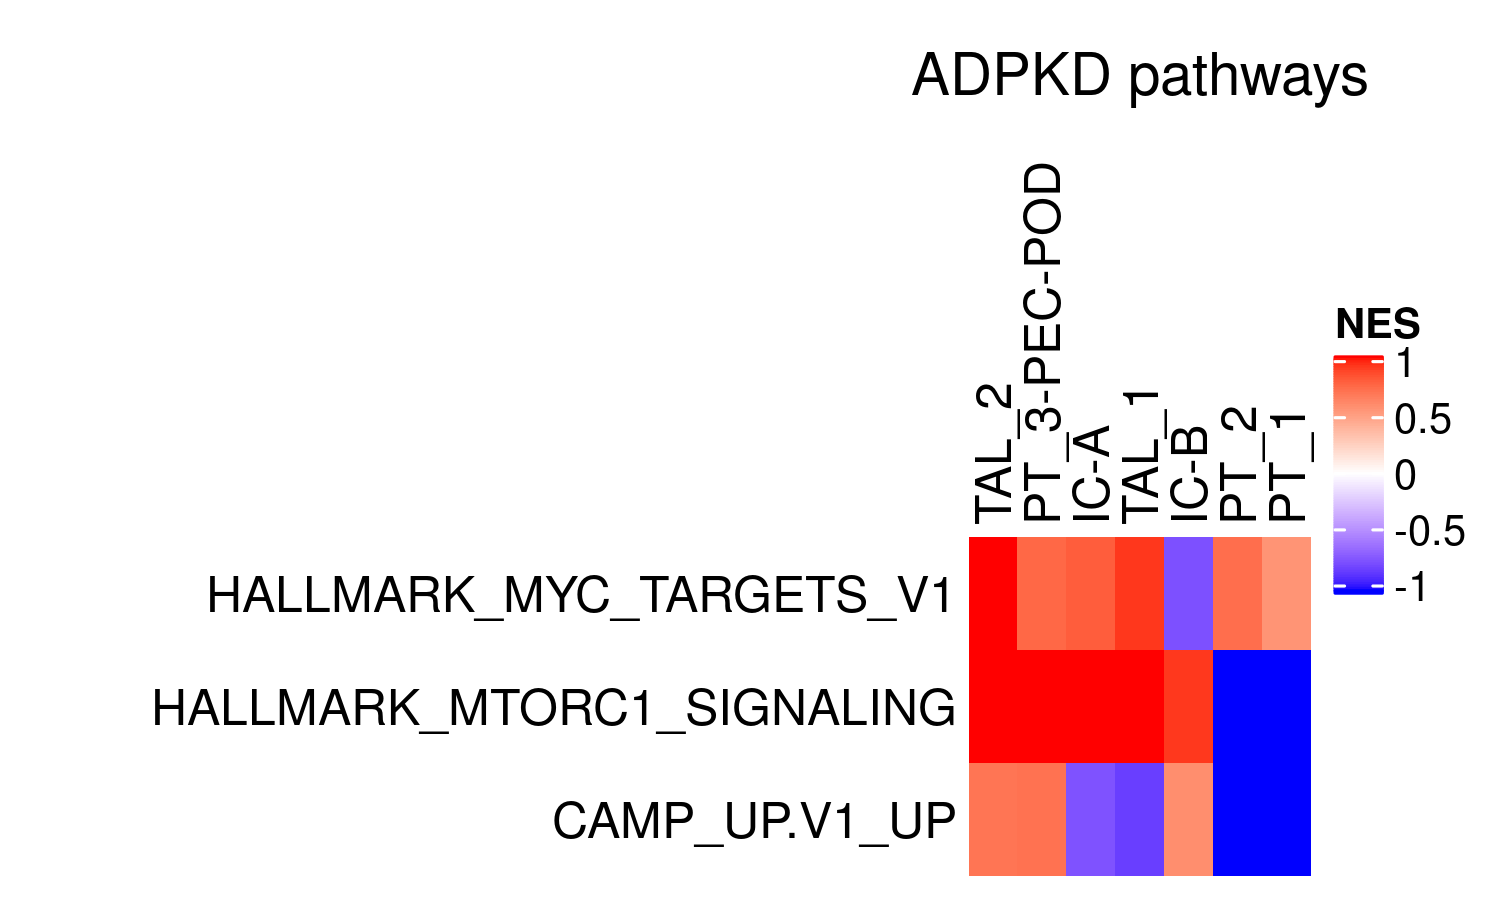 ADPKD pathways
TAL_2
PT_3-PEC-POD
IC-A
TAL_1
IC-B
PT_2
PT_1
NES
1
0.5
0
-0.5
-1
HALLMARK_MYC_TARGETS_V1
HALLMARK_MTORC1_SIGNALING
CAMP_UP.V1_UP